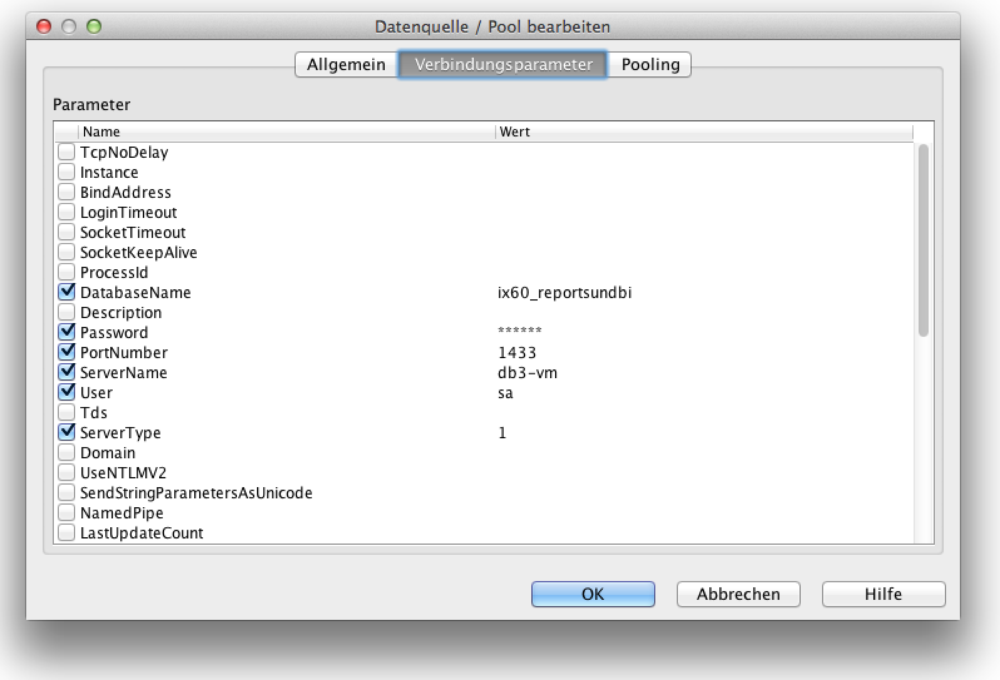 Datenquelle / Pool bearbeiten
Allgemein Verbindungsparameter Pooling
Parameter
Name Wert
TcpNoDelay
Instance
BindAddress
LoginTimeout
SocketTimeout
SocketKeepAlive
ProcessId
DatabaseName ix60_reportsundbi
Description
Password ******
PortNumber 1433
ServerName db3-vm
User sa
Tds
ServerType 1
Domain
UseNTLMV2
SendStringParametersAsUnicode
NamedPipe
LastUpdateCount
OK Abbrechen Hilfe